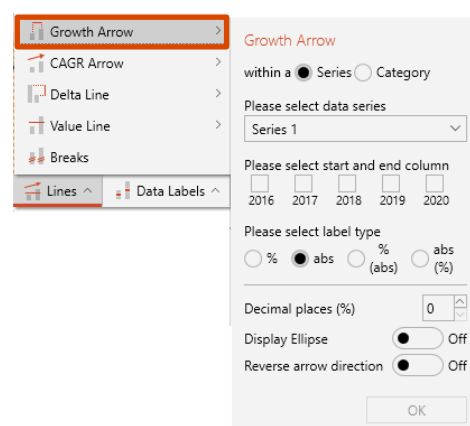 Growth Arrow
CAGR Arrow
Delta Line
Value Line
Breaks
Lines
Data Labels
Growth Arrow
within a Series Category
Please select data series
Series 1
Please select start and end column
2016 2017 2018 2019 2020
Please select label type
% abs % (abs) abs (%)
Decimal places (%) 0
Display Ellipse Off
Reverse arrow direction Off
OK